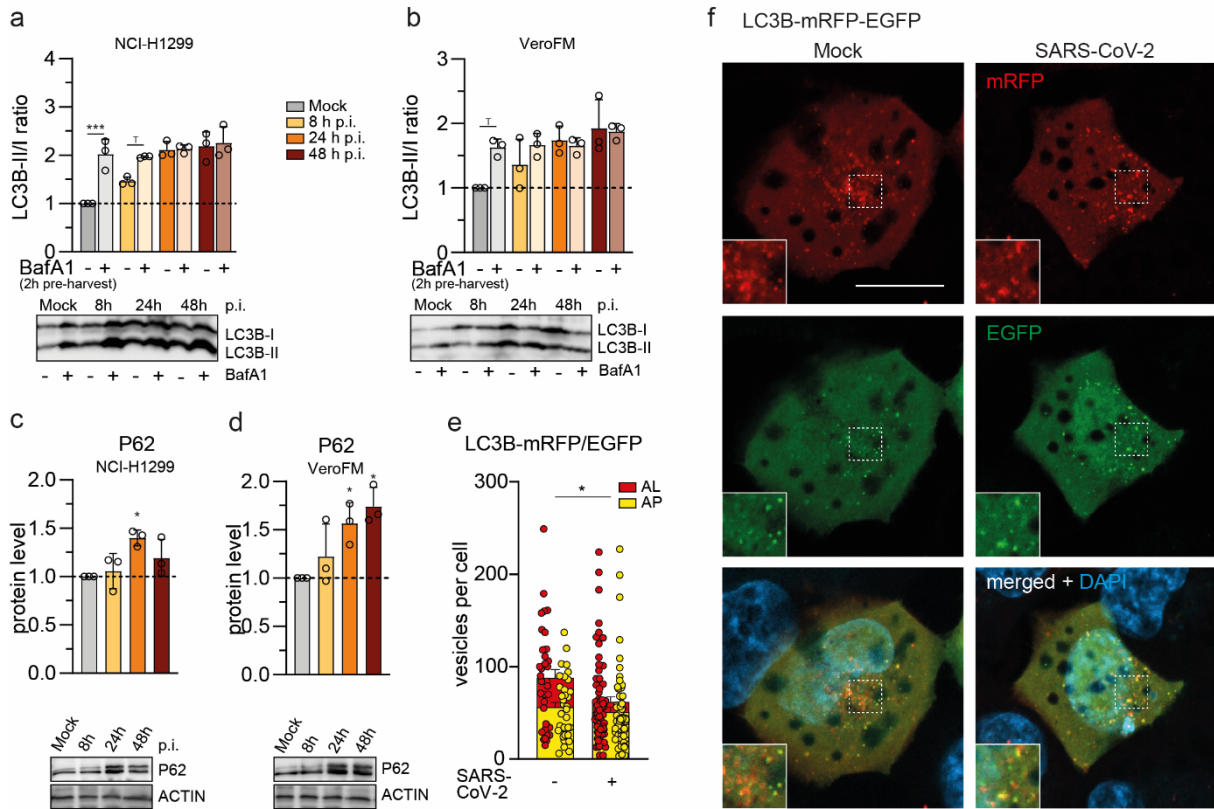 a
NCI-H1299
LC3B-II/I ratio
4
3
2
1
0
***
T
BafA1 - + - + - + - +
(2h pre-harvest)
Mock 8h 24h 48h p.i.
LC3B-I
LC3B-II
- + - + - + - + BafA1
Mock
8 h p.i.
24 h p.i.
48 h p.i.
b
VeroFM
LC3B-II/I ratio
3
2
1
0
T
BafA1 - + - + - + - +
(2h pre-harvest)
Mock 8h 24h 48h p.i.
LC3B-I
LC3B-II
- + - + - + - + BafA1
c
P62
NCI-H1299
protein level
2.0
1.5
1.0
0.5
0.0
*
Mock 8h 24h 48h p.i.
P62
ACTIN
d
P62
VeroFM
protein level
2.0
1.5
1.0
0.5
0.0
* *
Mock 8h 24h 48h p.i.
P62
ACTIN
e
LC3B-mRFP/EGFP
AL
AP
*
vesicles per cell
300
200
100
0
SARS-
CoV-2 - +
f
LC3B-mRFP-EGFP
Mock SARS-CoV-2
mRFP
EGFP
merged + DAPI